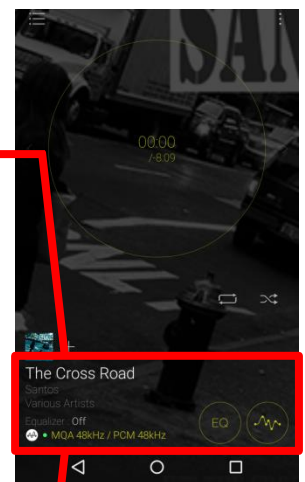 SAN
00:00
/-8:09
+
The Cross Road
Santos
Various Artists
Equalizer : Off
EQ
MQA 48kHz / PCM 48kHz